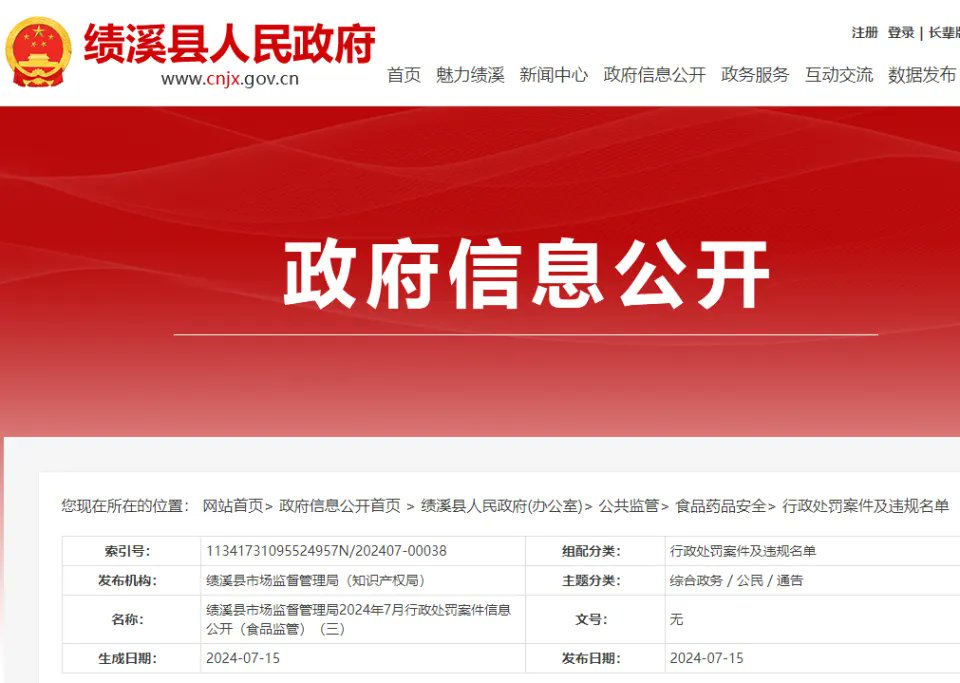 绩溪县人民政府
www.cnjx.gov.cn
注册 登录 | 长辈版
首页 魅力绩溪 新闻中心 政府信息公开 政务服务 互动交流 数据发布
政府信息公开
您现在所在的位置： 网站首页> 政府信息公开首页 > 绩溪县人民政府(办公室)> 公共监管> 食品药品安全> 行政处罚案件及违规名单
索引号： 11341731095524957N/202407-00038 组配分类： 行政处罚案件及违规名单
发布机构： 绩溪县市场监督管理局（知识产权局） 主题分类： 综合政务 / 公民 / 通告
名称： 绩溪县市场监督管理局2024年7月行政处罚案件信息
公开（食品监管）（三） 文号： 无
生成日期： 2024-07-15 发布日期： 2024-07-15